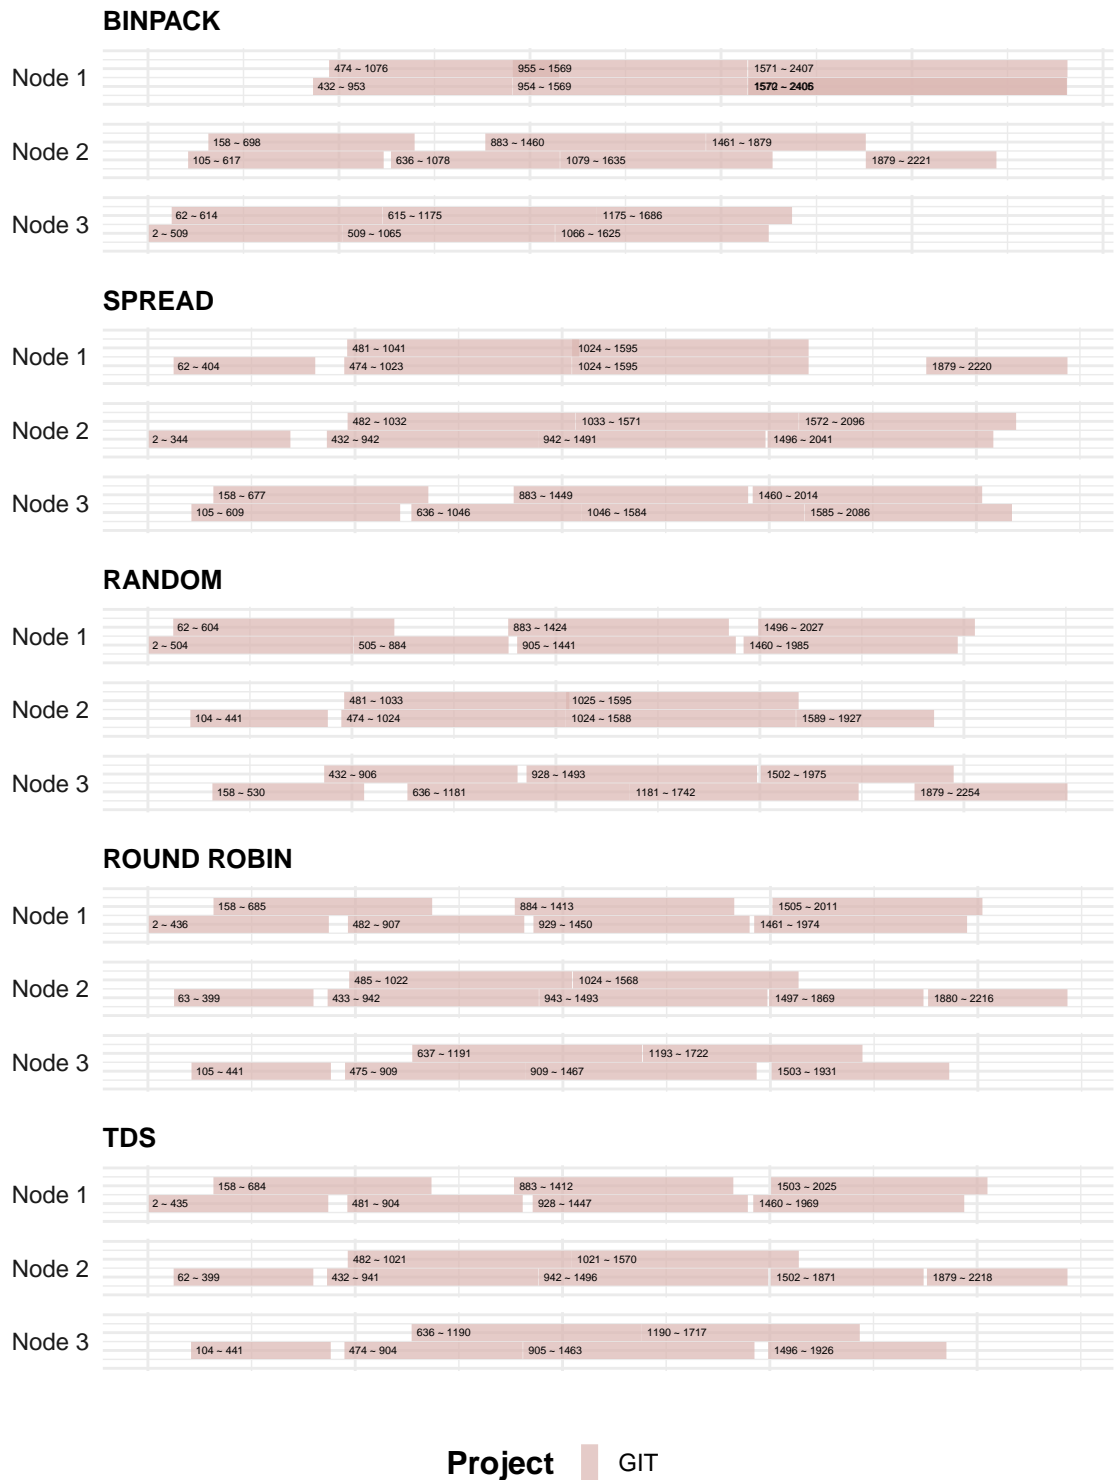 BINPACK
Node 1
474 ~ 1076
955 ~ 1569
1571 ~ 2407
432 ~ 953
954 ~ 1569
Node 2
158 ~ 698
883 ~ 1460
1461 ~ 1879
105 ~ 617
636 ~ 1078
1079 ~ 1635
1879 ~ 2221
Node 3
62 ~ 614
615 ~ 1175
1175 ~ 1686
2 ~ 509
509 ~ 1065
1066 ~ 1625
SPREAD
Node 1
481 ~ 1041
1024 ~ 1595
62 ~ 404
474 ~ 1023
1024 ~ 1595
1879 ~ 2220
Node 2
482 ~ 1032
1033 ~ 1571
1572 ~ 2096
2 ~ 344
432 ~ 942
942 ~ 1491
1496 ~ 2041
Node 3
158 ~ 677
883 ~ 1449
1460 ~ 2014
105 ~ 609
636 ~ 1046
1046 ~ 1584
1585 ~ 2086
RANDOM
Node 1
62 ~ 604
883 ~ 1424
1496 ~ 2027
2 ~ 504
505 ~ 884
905 ~ 1441
1460 ~ 1985
Node 2
481 ~ 1033
1025 ~ 1595
104 ~ 441
474 ~ 1024
1024 ~ 1588
1589 ~ 1927
Node 3
432 ~ 906
928 ~ 1493
1502 ~ 1975
158 ~ 530
636 ~ 1181
1181 ~ 1742
1879 ~ 2254
ROUND ROBIN
Node 1
158 ~ 685
884 ~ 1413
1505 ~ 2011
2 ~ 436
482 ~ 907
929 ~ 1450
1461 ~ 1974
Node 2
485 ~ 1022
1024 ~ 1568
63 ~ 399
433 ~ 942
943 ~ 1493
1497 ~ 1869
1880 ~ 2216
Node 3
637 ~ 1191
1193 ~ 1722
105 ~ 441
475 ~ 909
909 ~ 1467
1503 ~ 1931
TDS
Node 1
158 ~ 684
883 ~ 1412
1503 ~ 2025
2 ~ 435
481 ~ 904
928 ~ 1447
1460 ~ 1969
Node 2
482 ~ 1021
1021 ~ 1570
62 ~ 399
432 ~ 941
942 ~ 1496
1502 ~ 1871
1879 ~ 2218
Node 3
636 ~ 1190
1190 ~ 1717
104 ~ 441
474 ~ 904
905 ~ 1463
1496 ~ 1926
Project
GIT